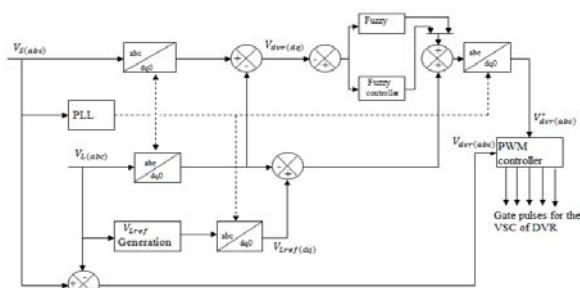 Fuzzy
V_S(abc)
abc
dq0
V_dvr(dq)
abc
dq0
Fuzzy
controller
PLL
V*_dvr(abc)
V_L(abc)
abc
dq0
V_dvr(abc)
PWM
controller
V_Lref
Generation
abc
dq0
V_Lref(dq)
Gate pulses for the
VSC of DVR